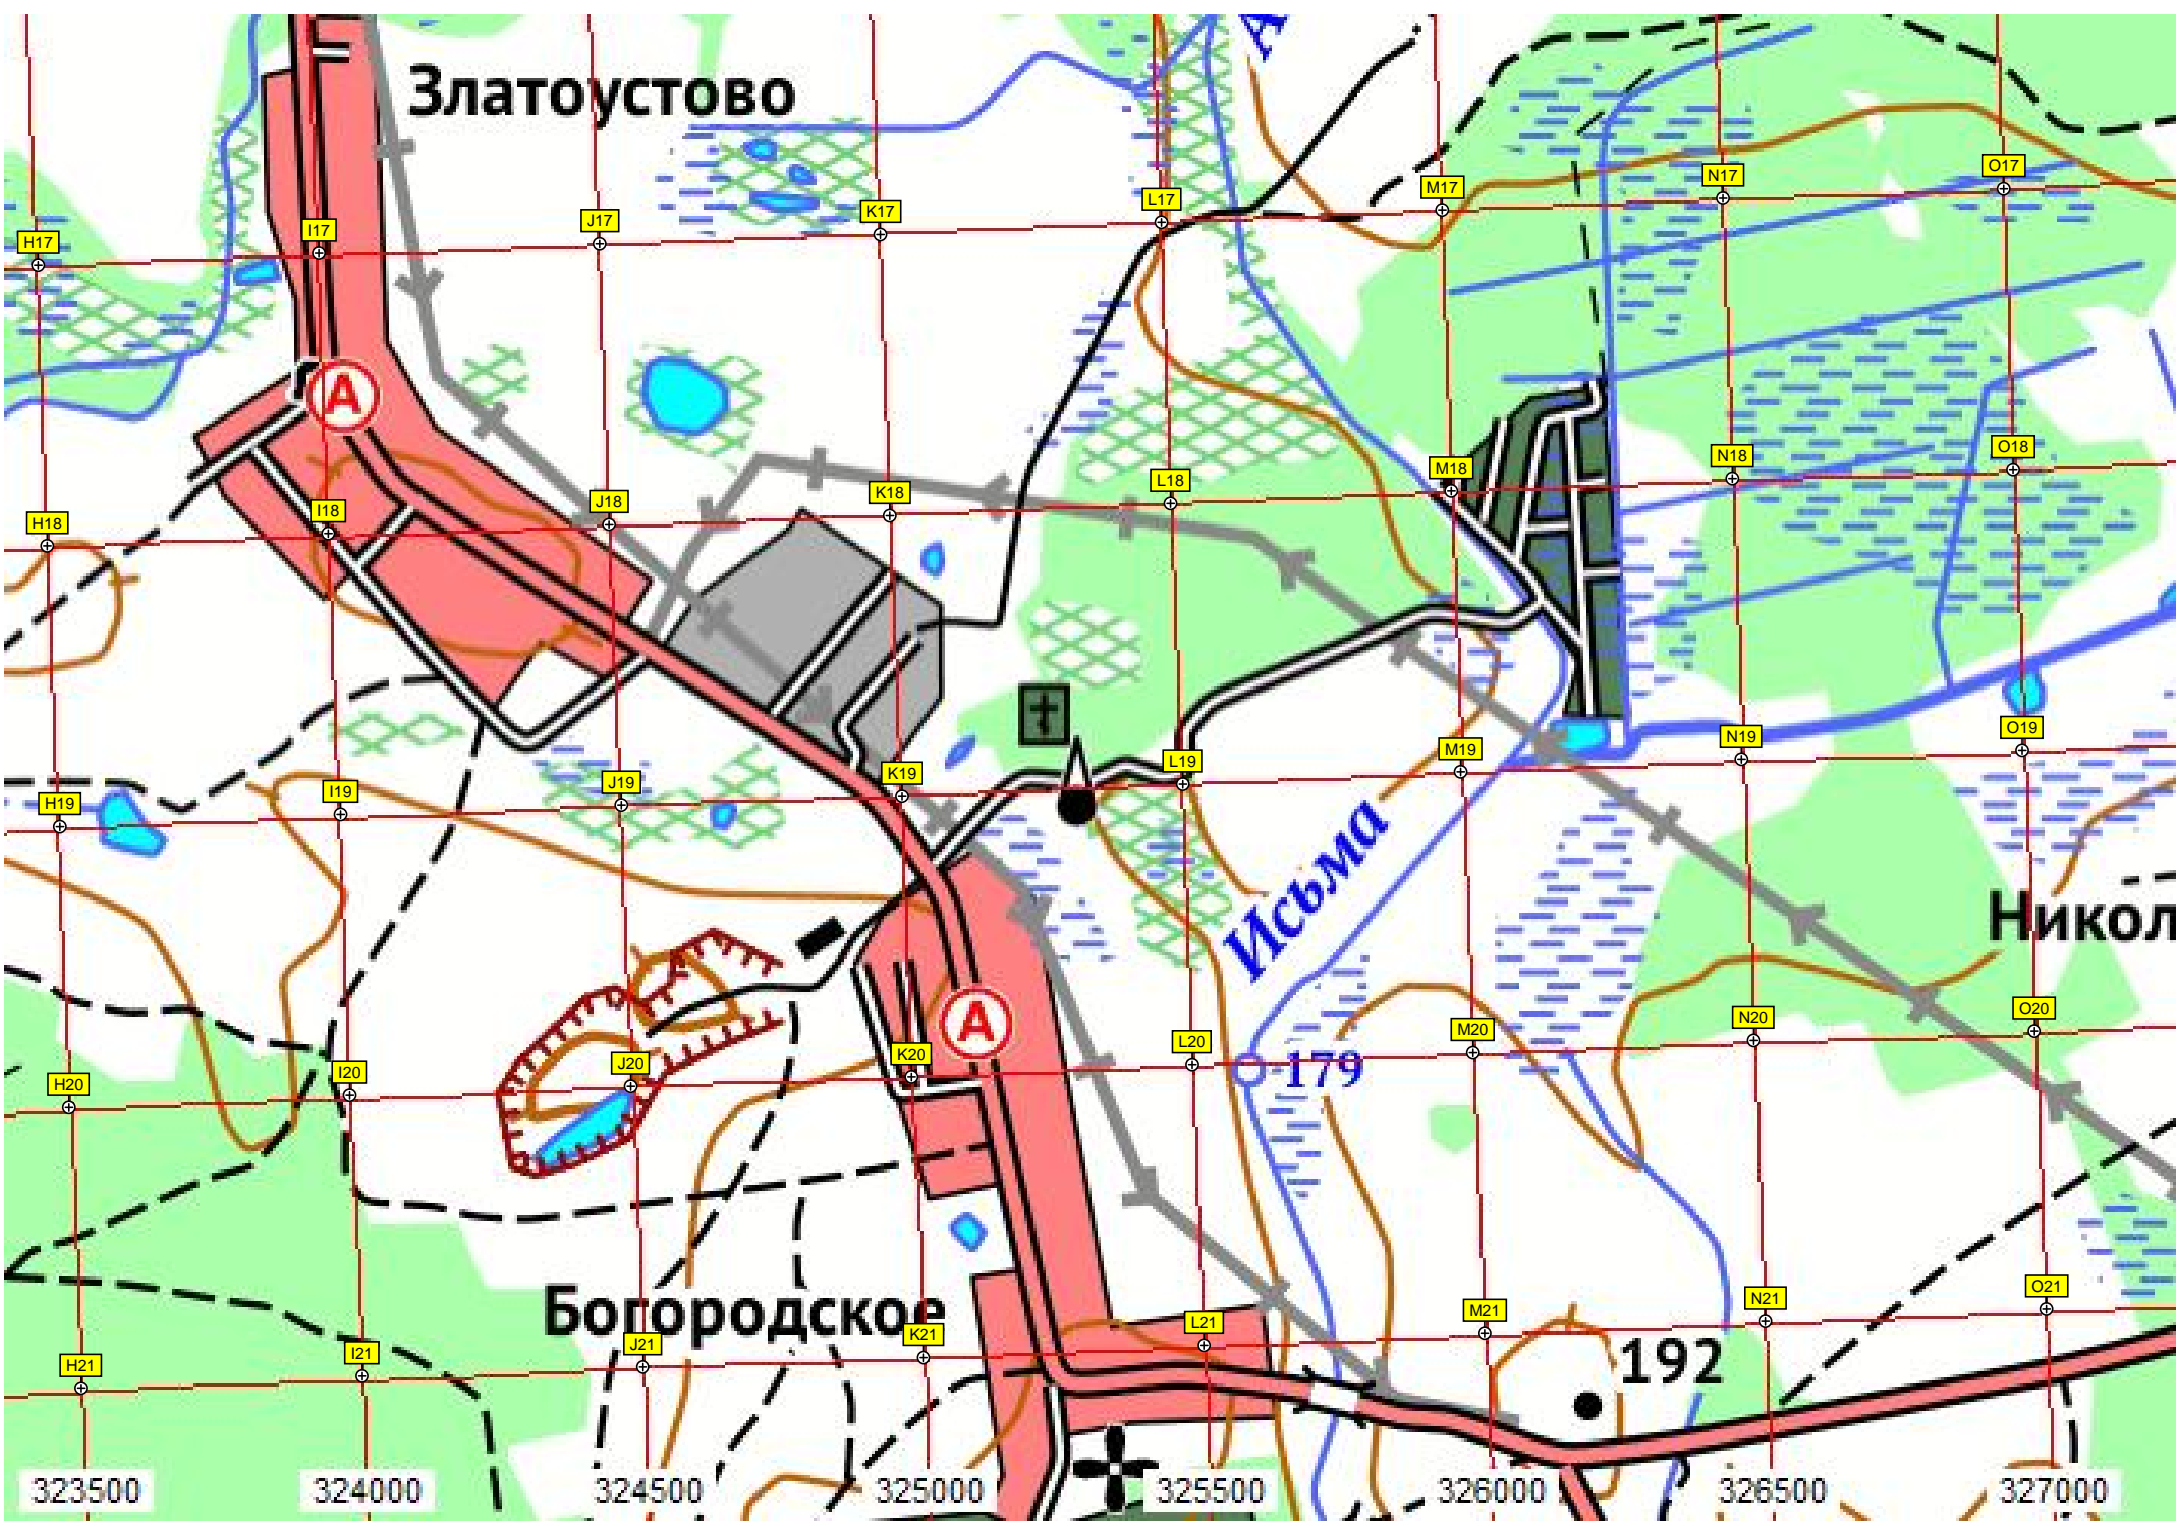 А
Златоустово
H17 I17 J17 K17 L17 M17 N17 O17
А
H18 I18 J18 K18 L18 M18 N18 O18
H19 I19 J19 K19 L19 M19 N19 O19
Исьма
Никол
А
179
H20 I20 J20 K20 L20 M20 N20 O20
Богородское
192
H21 I21 J21 K21 L21 M21 N21 O21
323500 324000 324500 325000 325500 326000 326500 327000